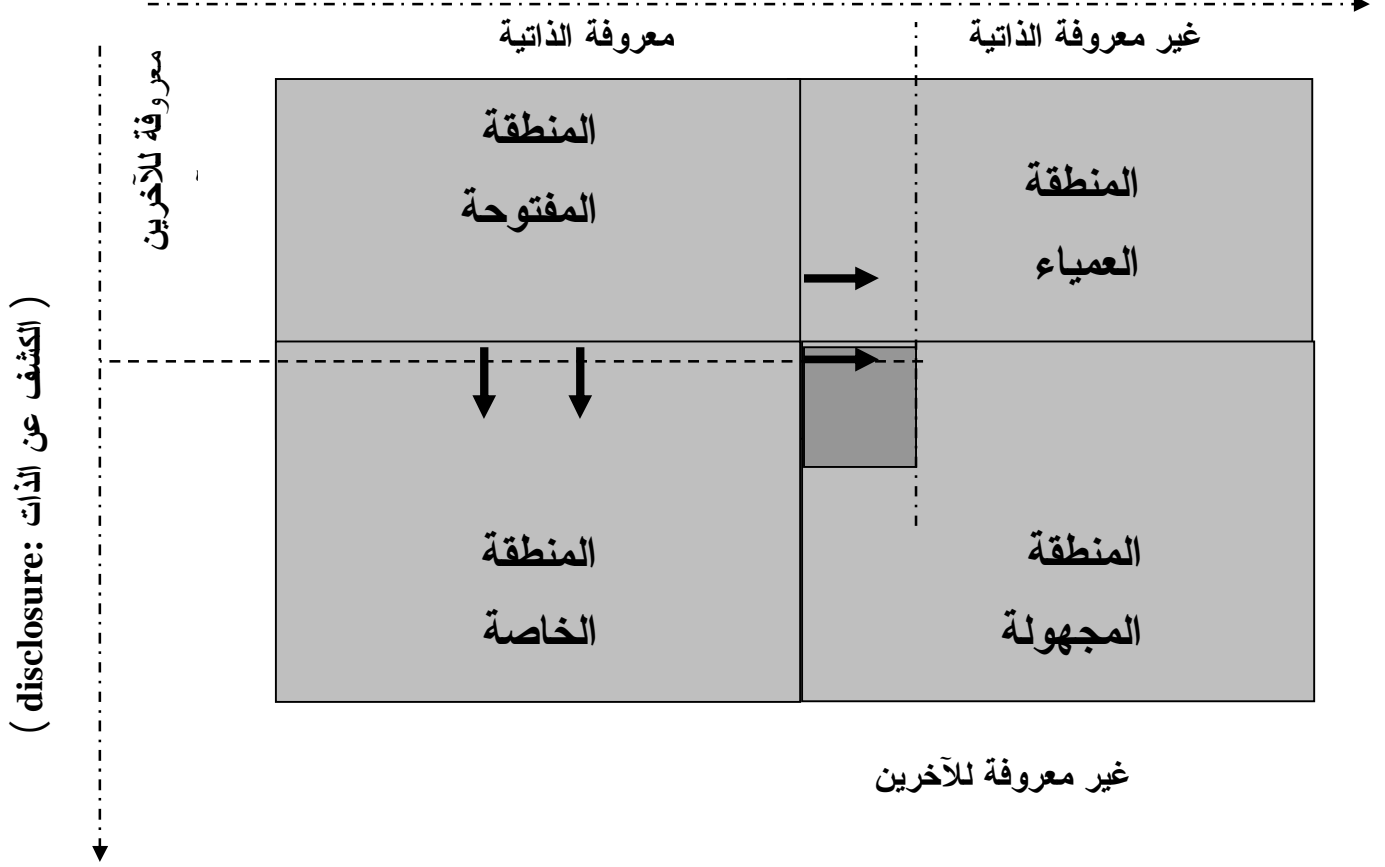 غير معروفة الذاتية
معروفة الذاتية
معروفة للآخرين
المنطقة
العمياء
المنطقة
المفتوحة
(الكشف عن الذات :disclosure)
المنطقة
المجهولة
المنطقة
الخاصة
غير معروفة للآخرين